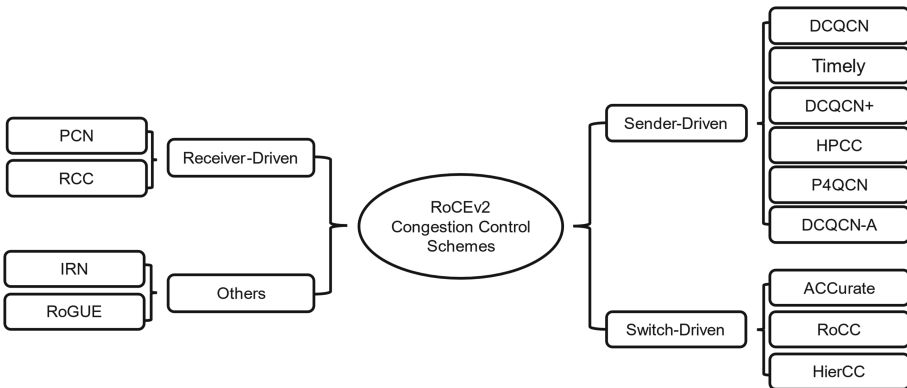 PCN
RCC
Receiver-Driven
IRN
RoGUE
Others
RoCEv2
Congestion Control
Schemes
Sender-Driven
DCQCN
Timely
DCQCN+
HPCC
P4QCN
DCQCN-A
Switch-Driven
ACCurate
RoCC
HierCC